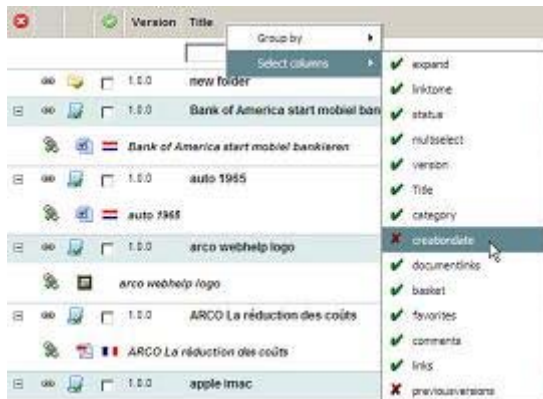 Version Title
Group by
Select columns
1.0.0 new folder
1.0.0 Bank of America start mobiel ban
Bank of America start mobiel bankieren
1.0.0 auto 1965
auto 1965
1.0.0 arco webhelp logo
arco webhelp logo
1.0.0 ARCO La réduction des coûts
ARCO La réduction des coûts
1.0.0 apple imac
expand
linktome
status
multiselect
version
Title
category
creationdate
documentlinks
basket
favorites
comments
links
previousversions